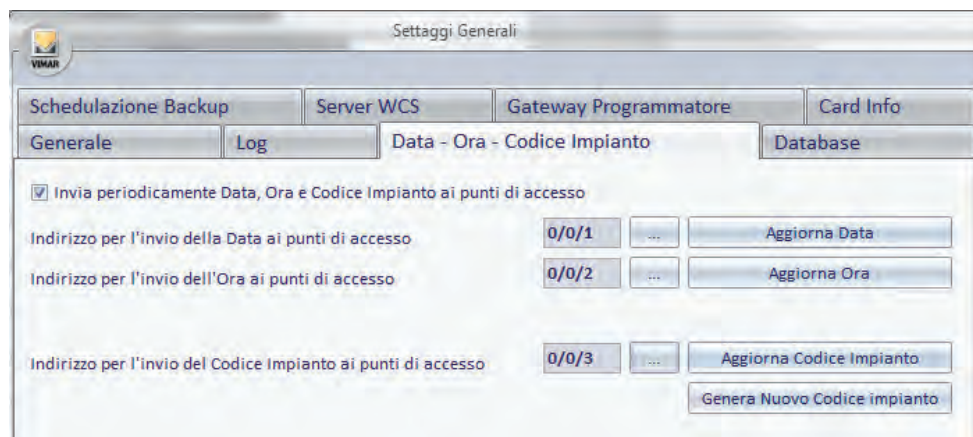 Settaggi Generali
VIMAR
Schedulazione Backup Server WCS Gateway Programmatore Card Info
Generale Log Data - Ora - Codice Impianto Database
Invia periodicamente Data, Ora e Codice Impianto ai punti di accesso
Indirizzo per l'invio della Data ai punti di accesso 0/0/1 ... Aggiorna Data
Indirizzo per l'invio dell'Ora ai punti di accesso 0/0/2 ... Aggiorna Ora
Indirizzo per l'invio del Codice Impianto ai punti di accesso 0/0/3 ... Aggiorna Codice Impianto
Genera Nuovo Codice impianto